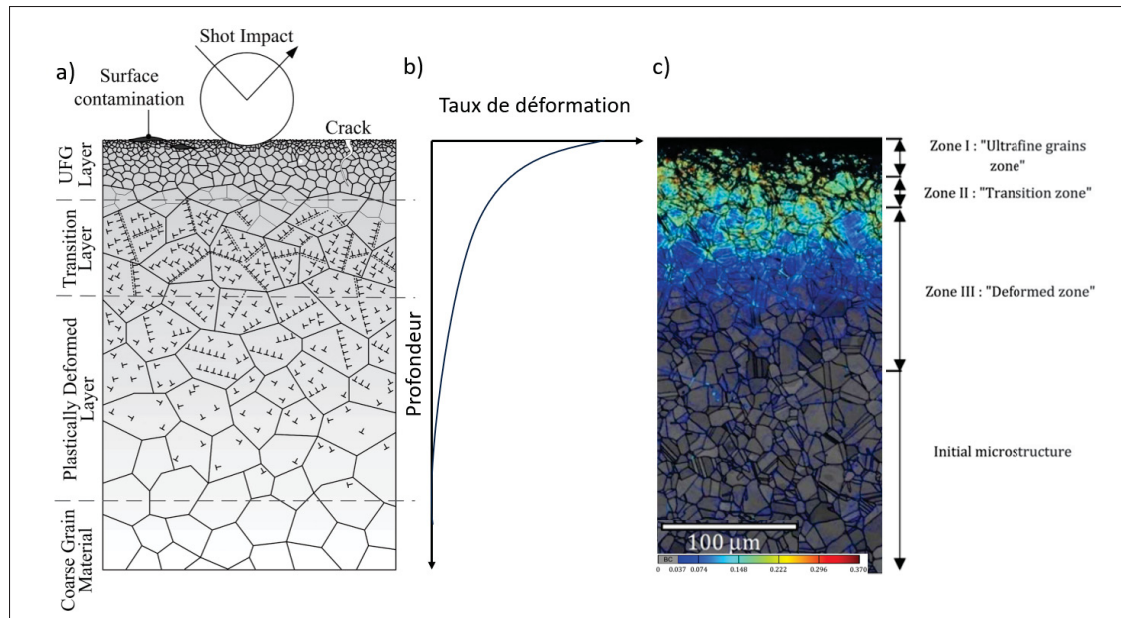 Shot Impact
a)
b)
c)
Surface
contamination
Crack
Taux de déformation
UFG
Layer
Transition
Layer
Plastically Deformed
Layer
Coarse Grain
Material
Profondeur
Zone I : "Ultrafine grains
zone"
Zone II : "Transition zone"
Zone III : "Deformed zone"
Initial microstructure
100 μm
BC
0 0.037 0.074 0.148 0.222 0.296 0.370